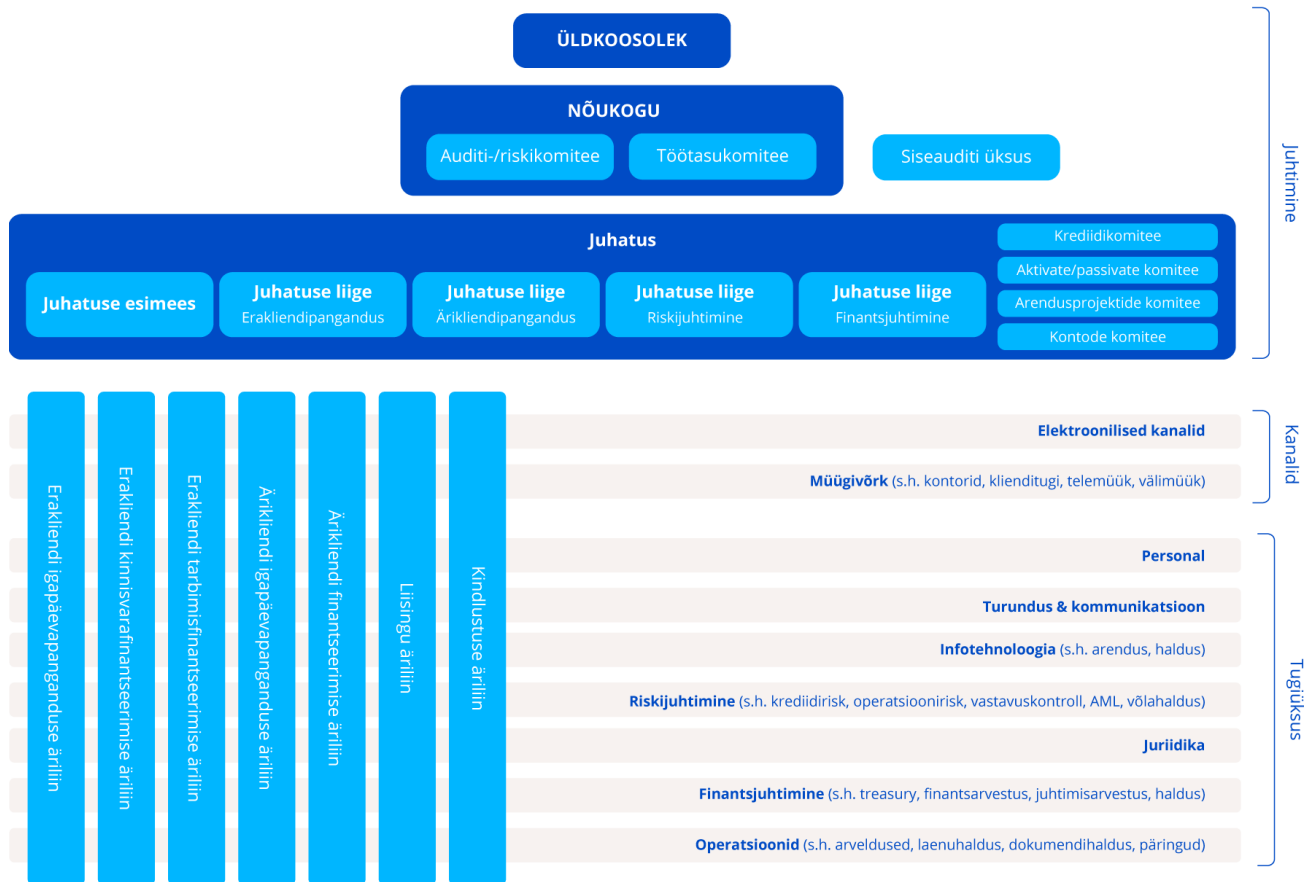 ÜLDKOOSOLEK
NÕUKOGU
Auditi-/riskikomitee
Töötasukomitee
Siseauditi üksus
Juhtimine
Juhatus
Juhatuse esimees
Juhatuse liige
Erakliendipangandus
Juhatuse liige
Ärikliendipangandus
Juhatuse liige
Riskijuhtimine
Juhatuse liige
Finantsjuhtimine
Krediidikomitee
Aktivate/passivate komitee
Arendusprojektide komitee
Kontode komitee
Erakliendi igapäevapanganduse äriliin
Erakliendi kinnisvarafinantseerimise äriliin
Erakliendi tarbimisfinantseerimise äriliin
Ärikliendi igapäevapanganduse äriliin
Ärikliendi finantseerimise äriliin
Liisingu äriliin
Kindlustuse äriliin
Elektroonilised kanalid
Müügivõrk (s.h. kontorid, klienditugi, telemüük, välimüük)
Kanalid
Personal
Turundus & kommunikatsioon
Infotehnoloogia (s.h. arendus, haldus)
Riskijuhtimine (s.h. krediidirisk, operatsioonirisk, vastavuskontroll, AML, võlahaldus)
Juriidika
Finantsjuhtimine (s.h. treasury, finantsarvestus, juhtimisarvestus, haldus)
Operatsioonid (s.h. arveldused, laenuhaldus, dokumendihaldus, päringud)
Tugiüksus